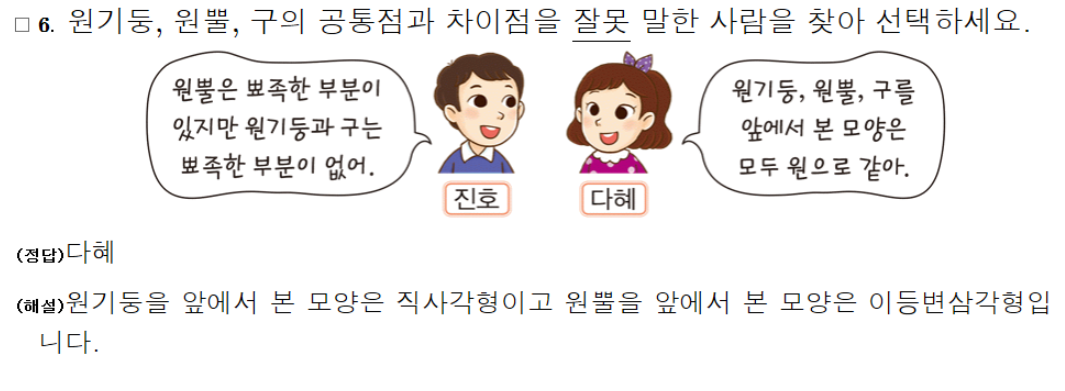 □ 6. 원기둥, 원뿔, 구의 공통점과 차이점을 잘못 말한 사람을 찾아 선택하세요.
원뿔은 뾰족한 부분이
있지만 원기둥과 구는
뾰족한 부분이 없어.
진호
원기둥, 원뿔, 구를
앞에서 본 모양은
모두 원으로 같아.
다혜
(정답)다혜
(해설)원기둥을 앞에서 본 모양은 직사각형이고 원뿔을 앞에서 본 모양은 이등변삼각형입
니다.